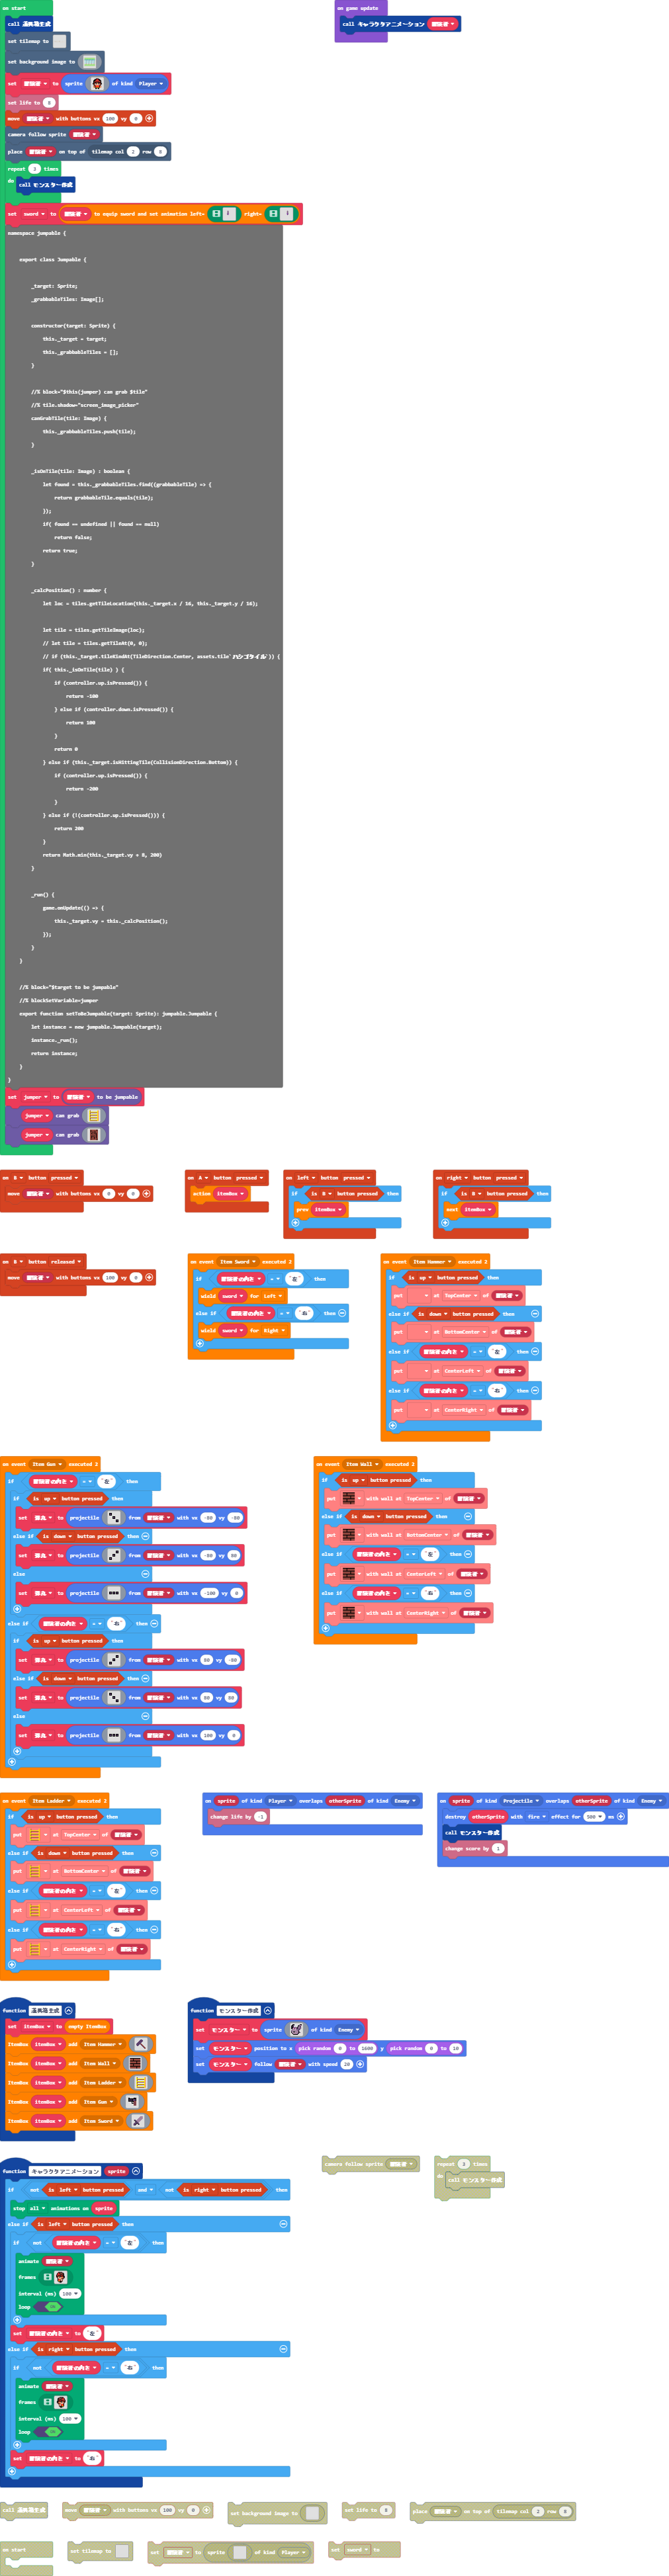 on start
call 道具箱生成
set tilemap to
set background image to
set 冒険者 to sprite of kind Player
set life to 8
move 冒険者 with buttons vx 100 vy 0
camera follow sprite 冒険者
place 冒険者 on top of tilemap col 2 row 8
repeat 3 times
do call モンスター作成
set sword to 冒険者 to equip sword and set animation left= right=
namespace jumpable {
export class Jumpable {
_target: Sprite;
_grabbableTiles: Image[];
constructor(target: Sprite) {
this._target = target;
this._grabbableTiles = [];
}
//% block="$this(jumper) can grab $tile"
//% tile.shadow="screen_image_picker"
canGrabTile(tile: Image) {
this._grabbableTiles.push(tile);
}
_isOnTile(tile: Image) : boolean {
let found = this._grabbableTiles.find((grabbableTile) => {
return grabbableTile.equals(tile);
});
if( found == undefined || found == null)
return false;
return true;
}
_calcPosition() : number {
let loc = tiles.getTileLocation(this._target.x / 16, this._target.y / 16);
let tile = tiles.getTileImage(loc);
// let tile = tiles.getTileAt(0, 0);
// if (this._target.tileKindAt(TileDirection.Center, assets.tile`ハシゴタイル`)) {
if( this._isOnTile(tile) ) {
if (controller.up.isPressed()) {
return -100
} else if (controller.down.isPressed()) {
return 100
}
return 0
} else if (this._target.isHittingTile(CollisionDirection.Bottom)) {
if (controller.up.isPressed()) {
return -200
}
} else if (!(controller.up.isPressed())) {
return 200
}
return Math.min(this._target.vy + 8, 200)
}
_run() {
game.onUpdate(() => {
this._target.vy = this._calcPosition();
});
}
}
//% block="$target to be jumpable"
//% blockSetVariable=jumper
export function setToBeJumpable(target: Sprite): jumpable.Jumpable {
let instance = new jumpable.Jumpable(target);
instance._run();
return instance;
}
}
set jumper to 冒険者 to be jumpable
jumper can grab
jumper can grab
on game update
call キャラクタアニメーション 冒険者
on B button pressed
move 冒険者 with buttons vx 0 vy 0
on A button pressed
action itemBox
on left button pressed
if is B button pressed then
prev itemBox
on right button pressed
if is B button pressed then
next itemBox
on B button released
move 冒険者 with buttons vx 100 vy 0
on event Item Sword executed 2
if 冒険者の向き = "左" then
wield sword for Left
else if 冒険者の向き = "右" then
wield sword for Right
on event Item Hammer executed 2
if is up button pressed then
put at TopCenter of 冒険者
else if is down button pressed then
put at BottomCenter of 冒険者
else if 冒険者の向き = "左" then
put at CenterLeft of 冒険者
else if 冒険者の向き = "右" then
put at CenterRight of 冒険者
on event Item Gun executed 2
if 冒険者の向き = "左" then
if is up button pressed then
set 弾丸 to projectile from 冒険者 with vx -80 vy -80
else if is down button pressed then
set 弾丸 to projectile from 冒険者 with vx -80 vy 80
else
set 弾丸 to projectile from 冒険者 with vx -100 vy 0
else if 冒険者の向き = "右" then
if is up button pressed then
set 弾丸 to projectile from 冒険者 with vx 80 vy -80
else if is down button pressed then
set 弾丸 to projectile from 冒険者 with vx 80 vy 80
else
set 弾丸 to projectile from 冒険者 with vx 100 vy 0
on event Item Wall executed 2
if is up button pressed then
put with wall at TopCenter of 冒険者
else if is down button pressed then
put with wall at BottomCenter of 冒険者
else if 冒険者の向き = "左" then
put with wall at CenterLeft of 冒険者
else if 冒険者の向き = "右" then
put with wall at CenterRight of 冒険者
on event Item Ladder executed 2
if is up button pressed then
put at TopCenter of 冒険者
else if is down button pressed then
put at BottomCenter of 冒険者
else if 冒険者の向き = "左" then
put at CenterLeft of 冒険者
else if 冒険者の向き = "右" then
put at CenterRight of 冒険者
on sprite of kind Player overlaps otherSprite of kind Enemy
change life by -1
on sprite of kind Projectile overlaps otherSprite of kind Enemy
destroy otherSprite with fire effect for 500 ms
call モンスター作成
change score by 1
function 道具箱生成
set itemBox to empty ItemBox
ItemBox itemBox add Item Hammer
ItemBox itemBox add Item Wall
ItemBox itemBox add Item Ladder
ItemBox itemBox add Item Gun
ItemBox itemBox add Item Sword
function モンスター作成
set モンスター to sprite of kind Enemy
set モンスター position to x pick random 0 to 1600 y pick random 0 to 10
set モンスター follow 冒険者 with speed 20
function キャラクタアニメーション sprite
if not is left button pressed and not is right button pressed then
stop all animations on sprite
else if is left button pressed then
if not 冒険者の向き = "左" then
animate 冒険者
frames
interval (ms) 100
loop ON
set 冒険者の向き to "左"
else if is right button pressed then
if not 冒険者の向き = "右" then
animate 冒険者
frames
interval (ms) 100
loop ON
set 冒険者の向き to "右"
camera follow sprite 冒険者
repeat 3 times
do call モンスター作成
call 道具箱生成
move 冒険者 with buttons vx 100 vy 0
set background image to
set life to 8
place 冒険者 on top of tilemap col 2 row 8
on start
set tilemap to
set 冒険者 to sprite of kind Player
set sword to